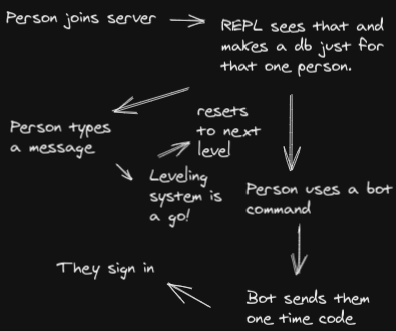 Person joins server
REPL sees that and
makes a db just for
that one person.
Person types
a message
resets
to next
level
Leveling
system is
a go!
Person uses a bot
command
They sign in
Bot sends them
one time code